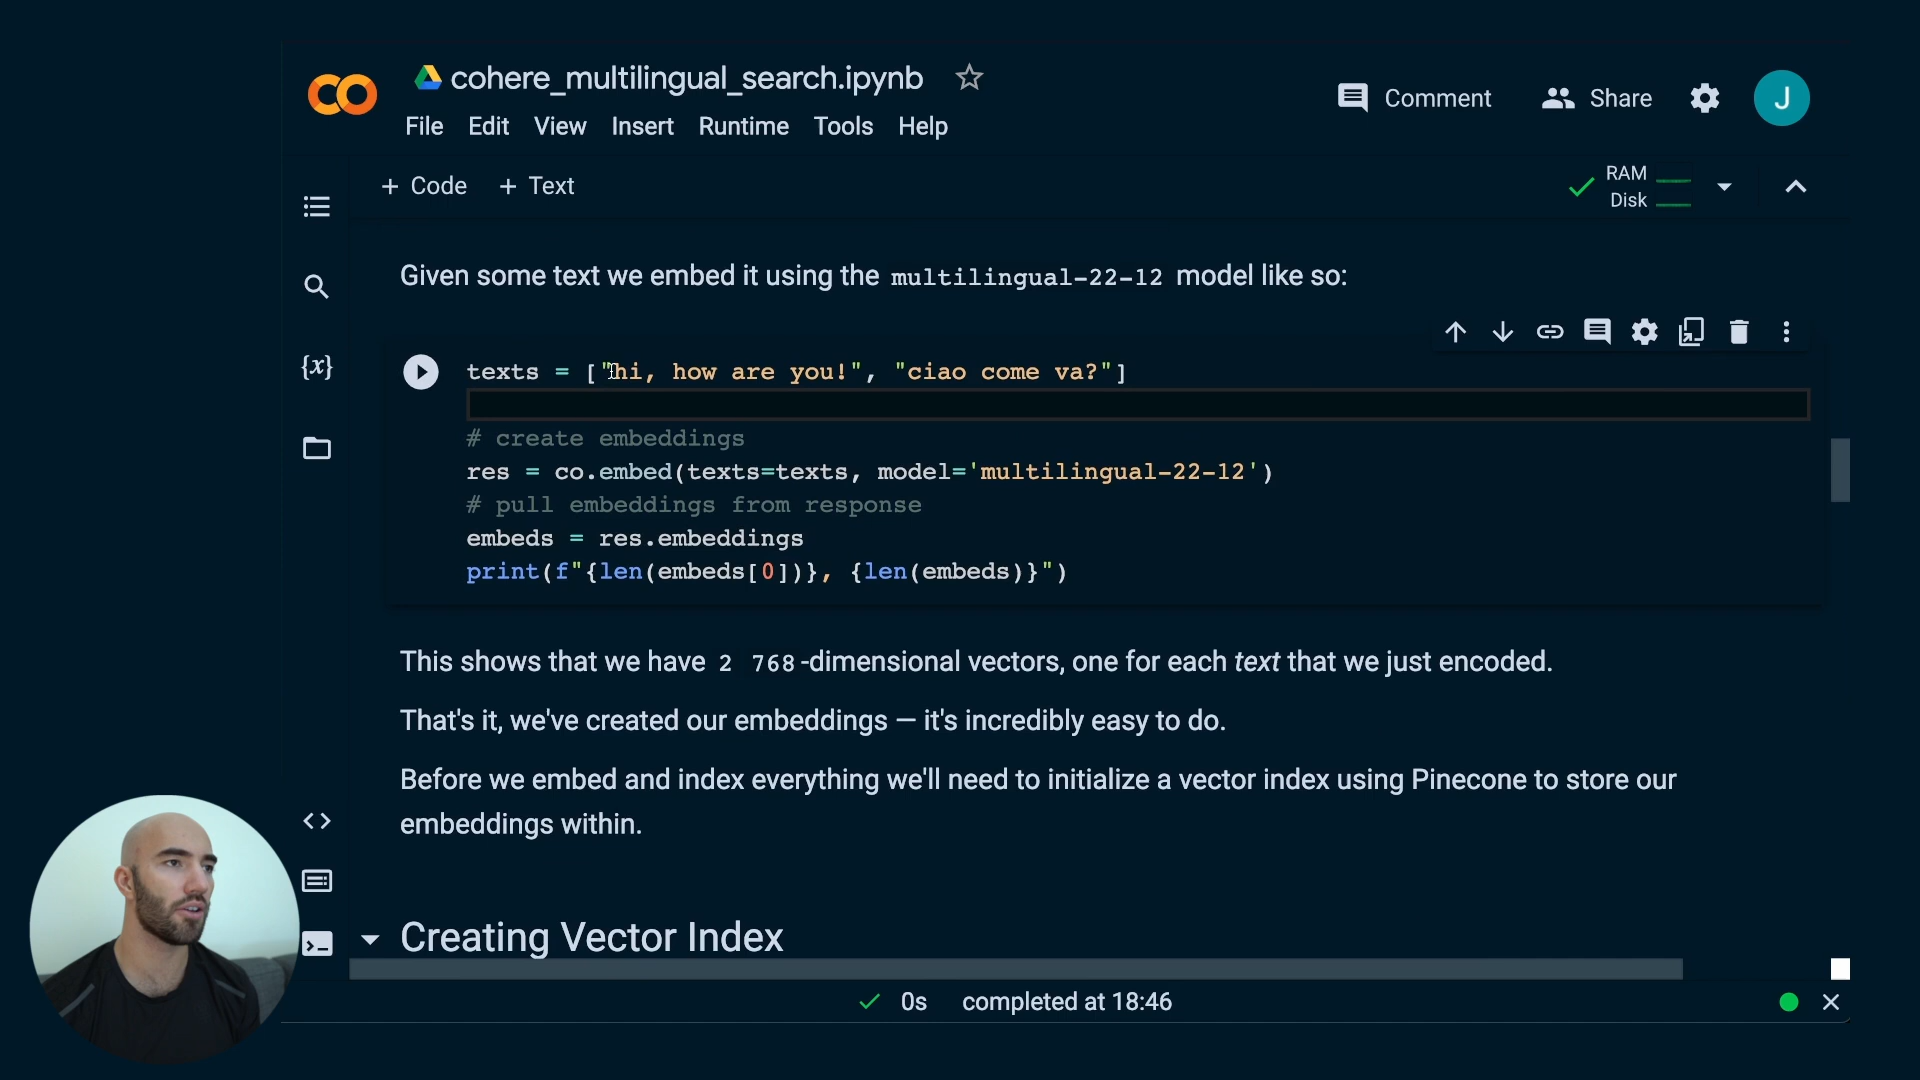 cohere_multilingual_search.ipynb
File Edit View Insert Runtime Tools Help
Comment
Share
J
+ Code + Text
RAM
Disk
Given some text we embed it using the multilingual-22-12 model like so:
texts = ["hi, how are you!", "ciao come va?"]
# create embeddings
res = co.embed(texts=texts, model='multilingual-22-12')
# pull embeddings from response
embeds = res.embeddings
print(f"{len(embeds[0])}, {len(embeds)}")
This shows that we have 2 768-dimensional vectors, one for each text that we just encoded.
That's it, we've created our embeddings — it's incredibly easy to do.
Before we embed and index everything we'll need to initialize a vector index using Pinecone to store our
embeddings within.
Creating Vector Index
0s completed at 18:46